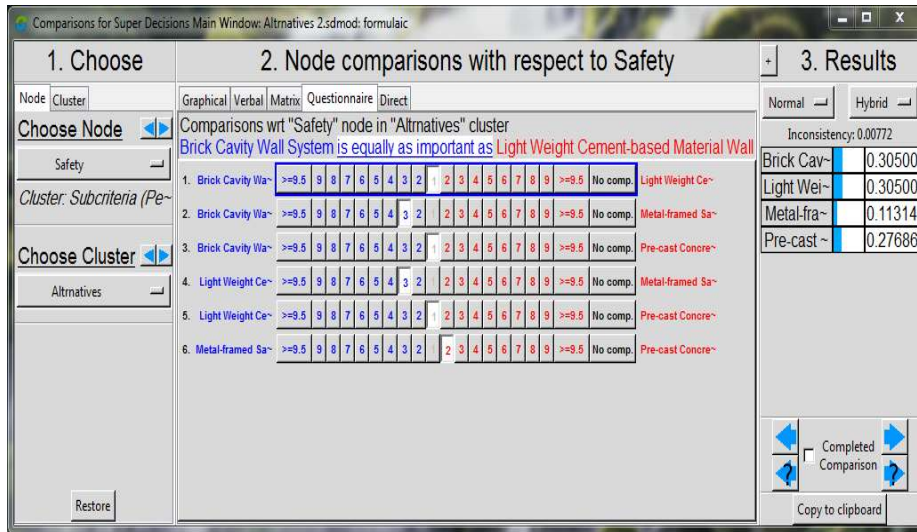 Comparisons for Super Decisions Main Window: Altrnatives 2.sdmod: formulaic
1. Choose
Node Cluster
Choose Node
Safety
Cluster: Subcriteria (Pe~
Choose Cluster
Altrnatives
Restore
2. Node comparisons with respect to Safety
Graphical Verbal Matrix Questionnaire Direct
Comparisons wrt "Safety" node in "Altrnatives" cluster
Brick Cavity Wall System is equally as important as Light Weight Cement-based Material Wall
1. Brick Cavity Wa~ >=9.5 9 8 7 6 5 4 3 2 1 2 3 4 5 6 7 8 9 >=9.5 No comp. Light Weight Ce~
2. Brick Cavity Wa~ >=9.5 9 8 7 6 5 4 3 2 1 2 3 4 5 6 7 8 9 >=9.5 No comp. Metal-framed Sa~
3. Brick Cavity Wa~ >=9.5 9 8 7 6 5 4 3 2 1 2 3 4 5 6 7 8 9 >=9.5 No comp. Pre-cast Concre~
4. Light Weight Ce~ >=9.5 9 8 7 6 5 4 3 2 1 2 3 4 5 6 7 8 9 >=9.5 No comp. Metal-framed Sa~
5. Light Weight Ce~ >=9.5 9 8 7 6 5 4 3 2 1 2 3 4 5 6 7 8 9 >=9.5 No comp. Pre-cast Concre~
6. Metal-framed Sa~ >=9.5 9 8 7 6 5 4 3 2 1 2 3 4 5 6 7 8 9 >=9.5 No comp. Pre-cast Concre~
+ 3. Results
Normal Hybrid
Inconsistency: 0.00772
Brick Cav~ 0.30500
Light Wei~ 0.30500
Metal-fra~ 0.11314
Pre-cast ~ 0.27686
Completed
Comparison
? ?
Copy to clipboard